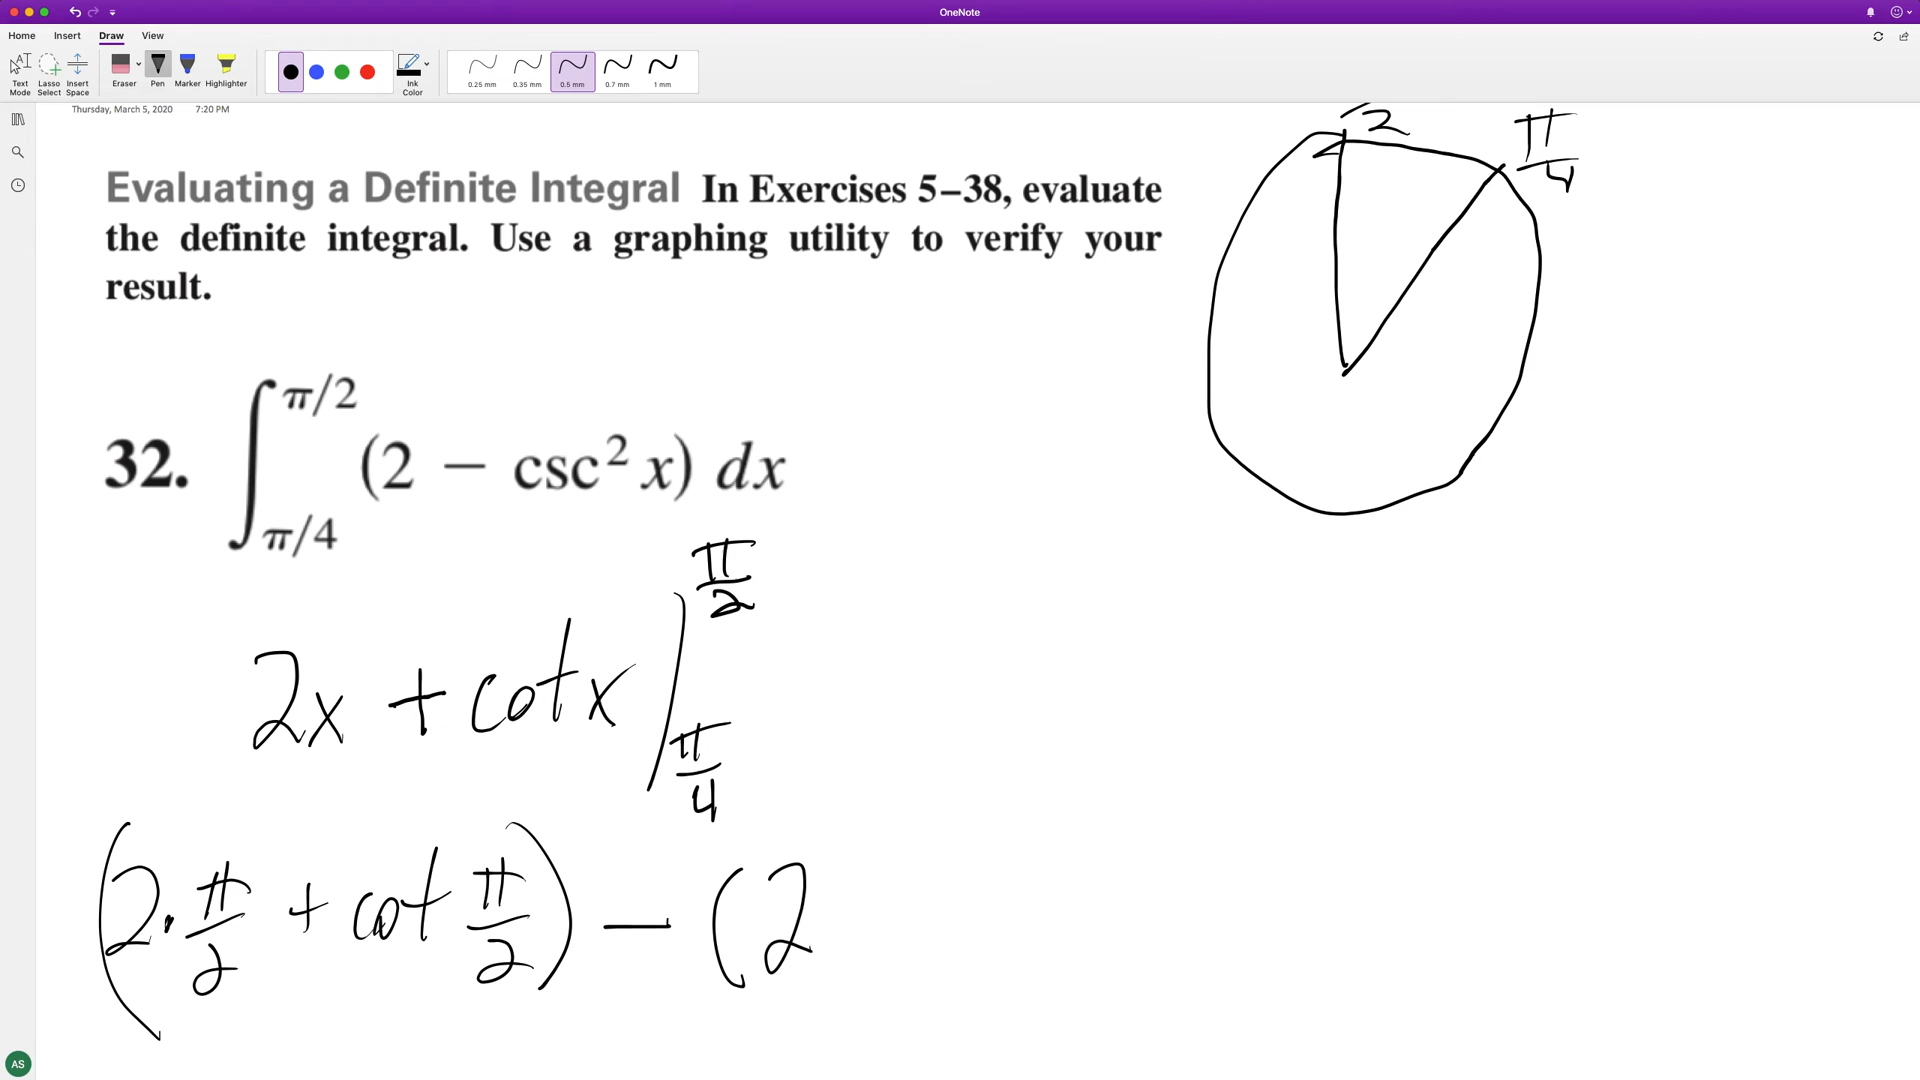 OneNote
Home Insert Draw View
Text Mode
Lasso Select
Insert Space
Eraser
Pen
Marker
Highlighter
Ink Color
0.25 mm
0.35 mm
0.5 mm
0.7 mm
1 mm
Thursday, March 5, 2020 7:20 PM
Evaluating a Definite Integral In Exercises 5–38, evaluate
the definite integral. Use a graphing utility to verify your
result.
32. ∫_{π/4}^{π/2} (2 − csc² x) dx
2x + cot x |_{π/4}^{π/2}
(2·π/2 + cot π/2) − (2
2
π/4
AS